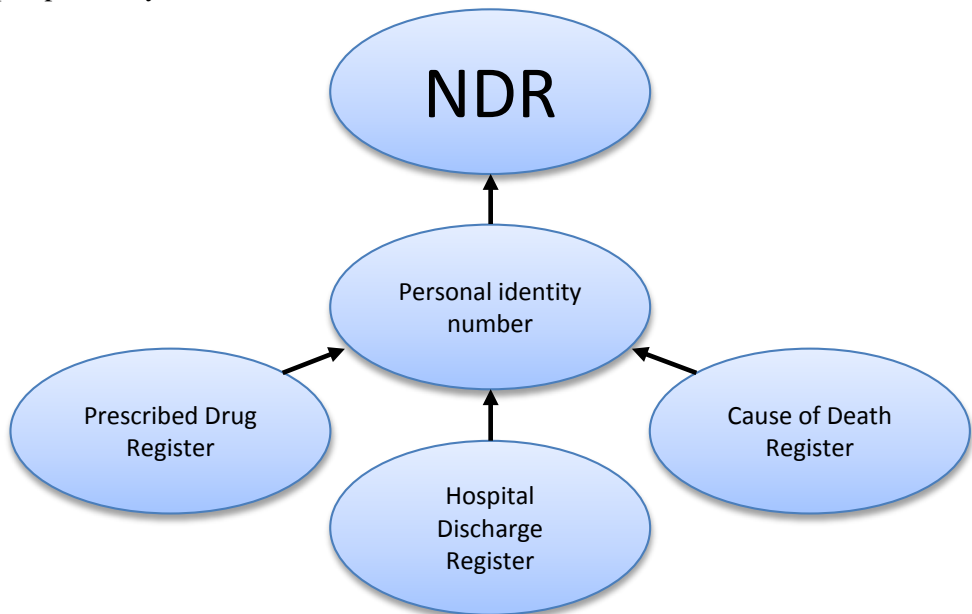 NDR
Personal identity
number
Prescribed Drug
Register
Cause of Death
Register
Hospital
Discharge
Register